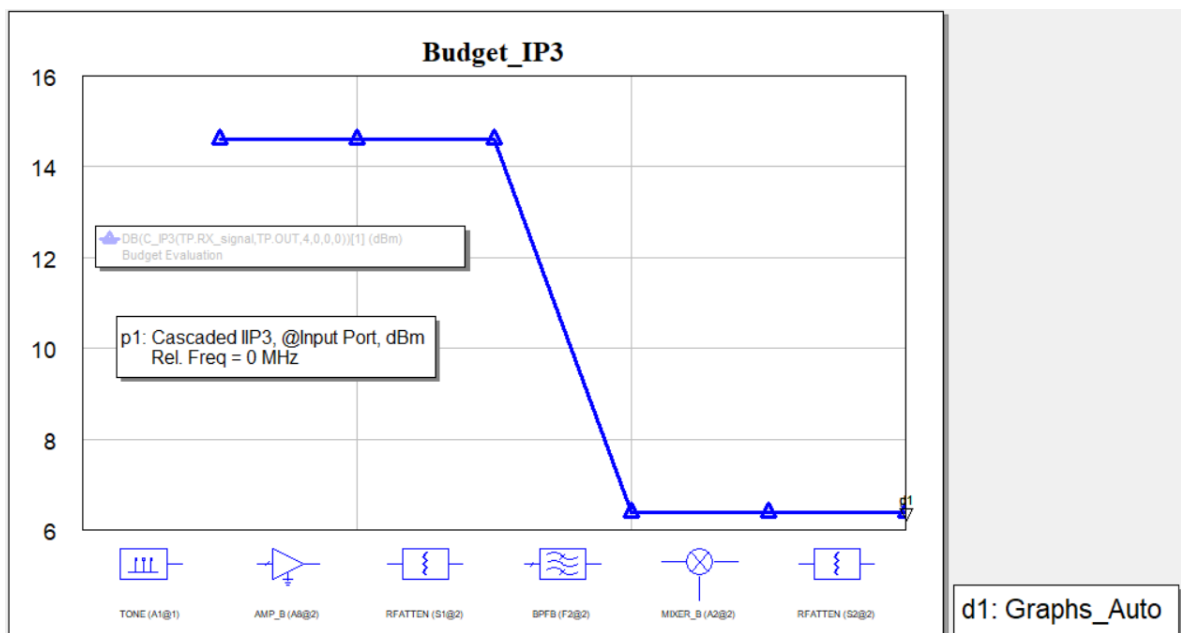 Budget_IP3
16
14
12
10
8
6
DB(C_IP3(TP.RX_signal,TP.OUT,4,0,0,0))[1] (dBm)
Budget Evaluation
p1: Cascaded IIP3, @Input Port, dBm
Rel. Freq = 0 MHz
d1
TONE (A1@1)
AMP_B (A8@2)
RFATTEN (S1@2)
BPFB (F2@2)
MIXER_B (A2@2)
RFATTEN (S2@2)
d1: Graphs_Auto